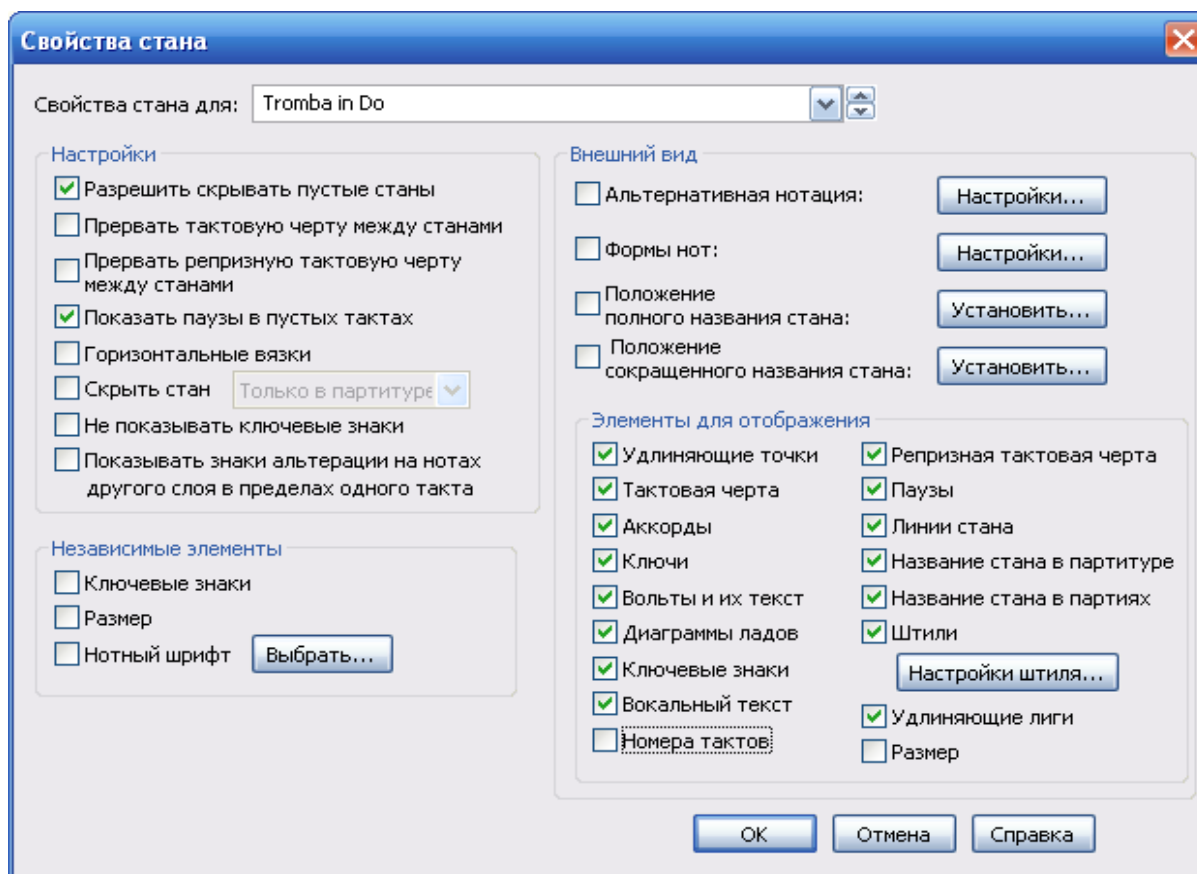 Свойства стана
Свойства стана для:
Tromba in Do
Настройки
Разрешить скрывать пустые станы
Прервать тактовую черту между станами
Прервать репризную тактовую черту
между станами
Показать паузы в пустых тактах
Горизонтальные вязки
Скрыть стан
Только в партитуре
Не показывать ключевые знаки
Показывать знаки альтерации на нотах
другого слоя в пределах одного такта
Независимые элементы
Ключевые знаки
Размер
Нотный шрифт
Выбрать...
Внешний вид
Альтернативная нотация:
Настройки...
Формы нот:
Настройки...
Положение
полного названия стана:
Установить...
Положение
сокращенного названия стана:
Установить...
Элементы для отображения
Удлиняющие точки
Тактовая черта
Аккорды
Ключи
Вольты и их текст
Диаграммы ладов
Ключевые знаки
Вокальный текст
Номера тактов
Репризная тактовая черта
Паузы
Линии стана
Название стана в партитуре
Название стана в партиях
Штили
Настройки штиля...
Удлиняющие лиги
Размер
OK
Отмена
Справка